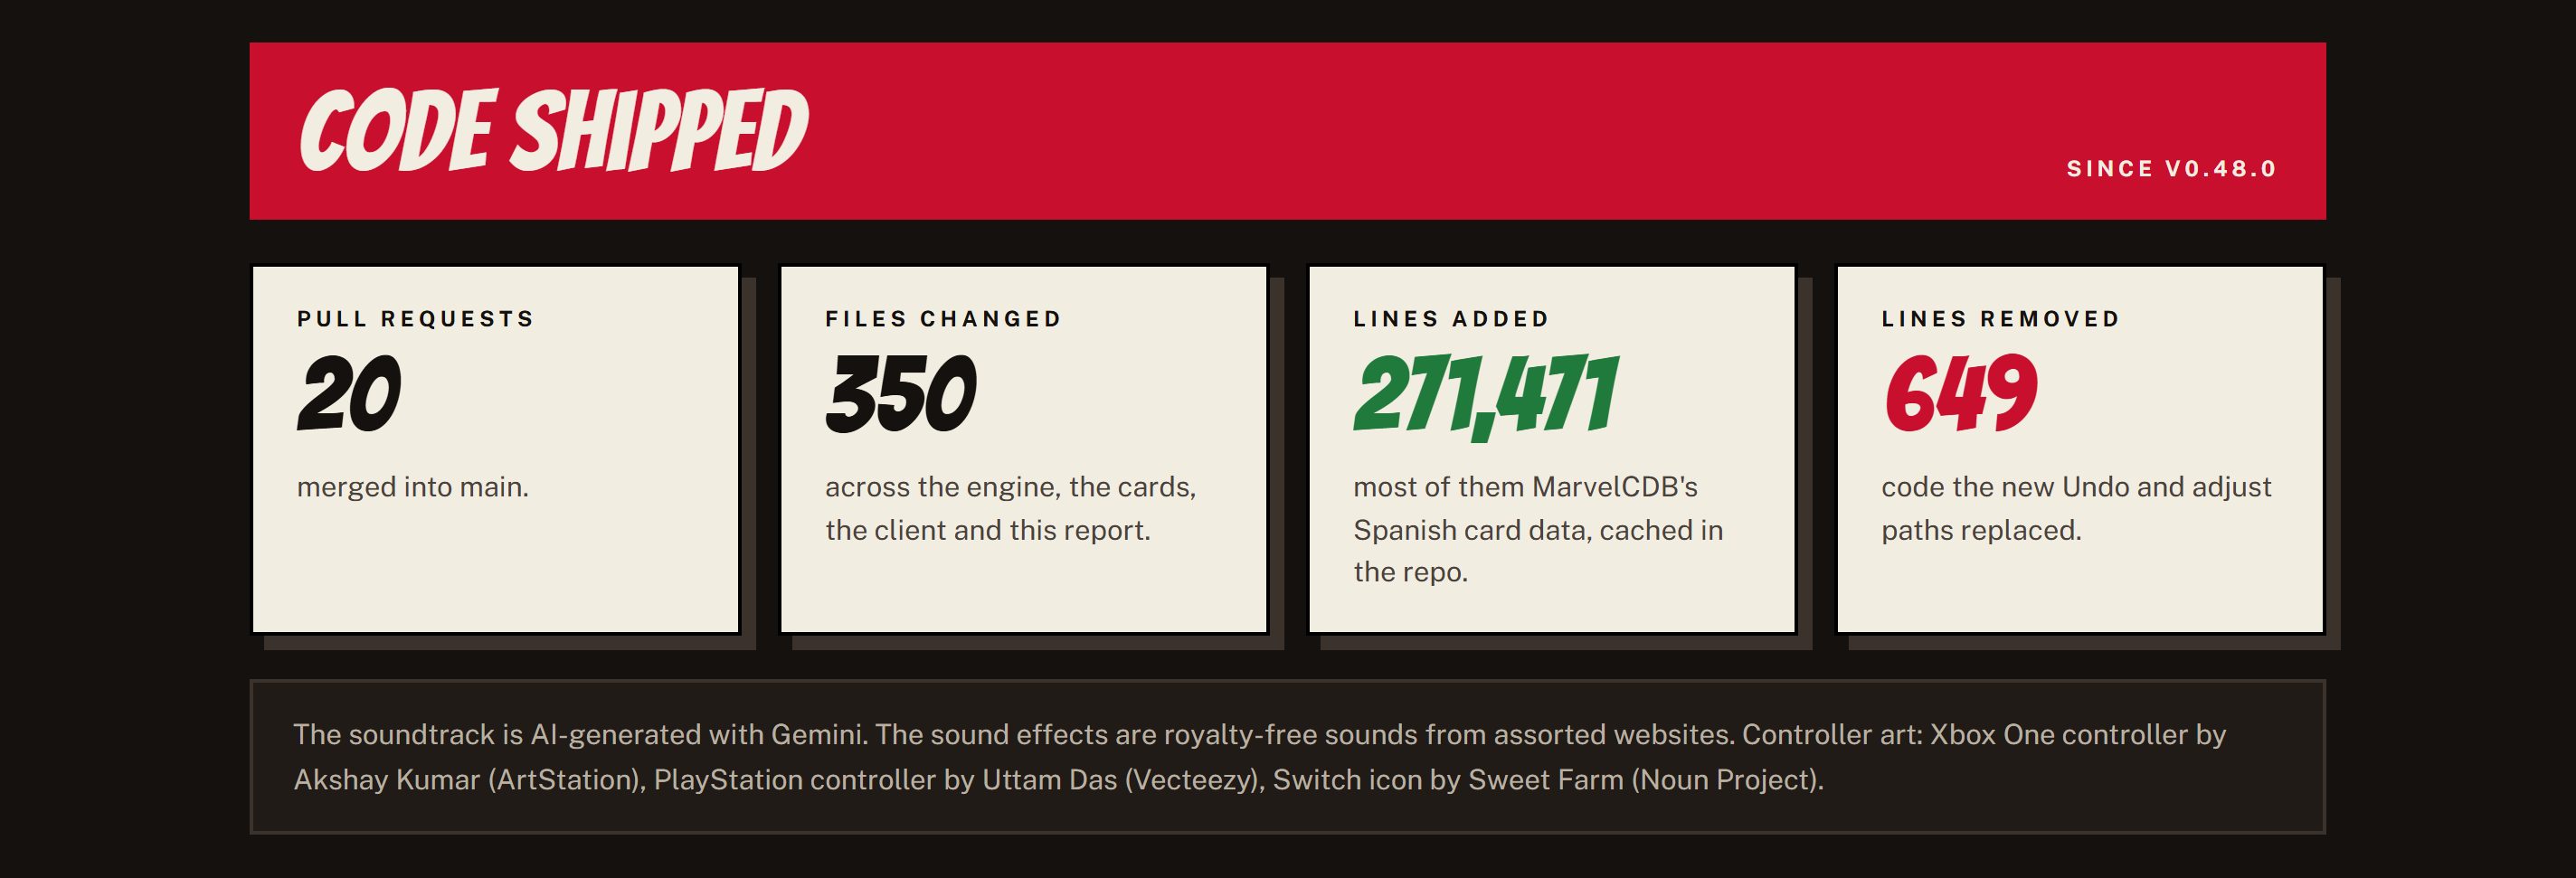 CODE SHIPPED
SINCE V0.48.0
PULL REQUESTS
20
merged into main.
FILES CHANGED
350
across the engine, the cards,
the client and this report.
LINES ADDED
271,471
most of them MarvelCDB's
Spanish card data, cached in
the repo.
LINES REMOVED
649
code the new Undo and adjust
paths replaced.
The soundtrack is AI-generated with Gemini. The sound effects are royalty-free sounds from assorted websites. Controller art: Xbox One controller by
Akshay Kumar (ArtStation), PlayStation controller by Uttam Das (Vecteezy), Switch icon by Sweet Farm (Noun Project).